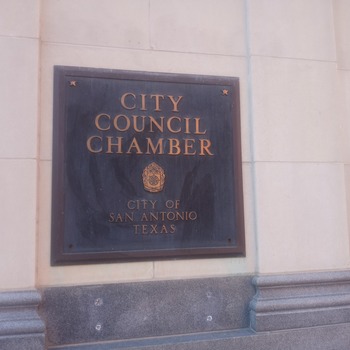 CITY
COUNCIL
CHAMBER
CITY OF
SAN ANTONIO
TEXAS